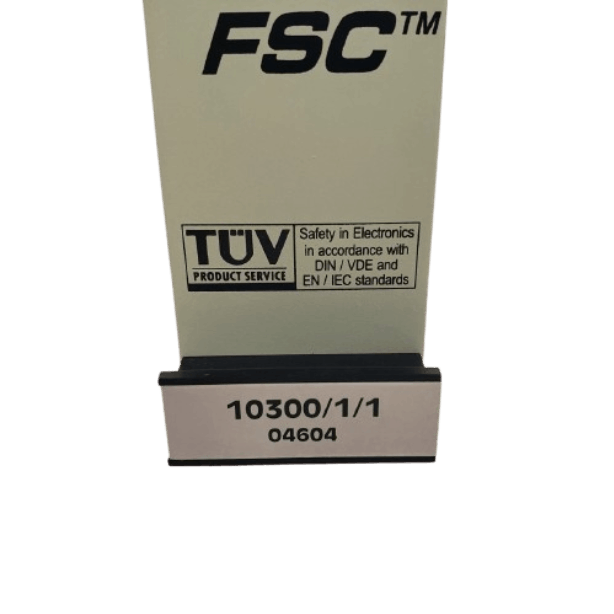 FSC™
TÜV
PRODUCT SERVICE
Safety in Electronics
in accordance with
DIN / VDE and
EN / IEC standards
10300/1/1
04604